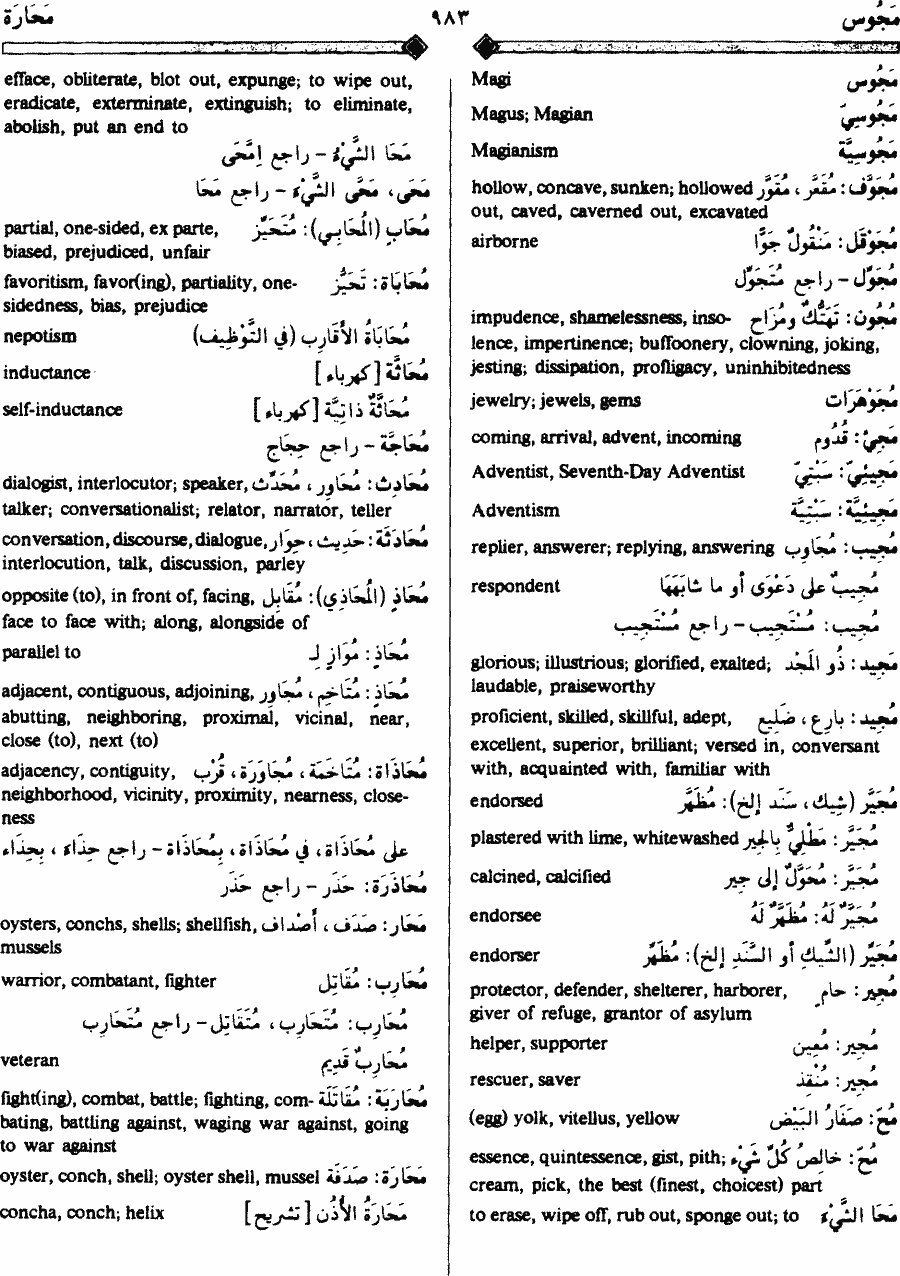 مَجُوس ٩٨٣ مَحَارَة
مَجُوس Magi
مَجُوسِيّ Magus; Magian
مَجُوسِيَّة Magianism
مُجَوَّف: مُقَعَّر، مُقَوَّر hollow, concave, sunken; hollowed
out, caved, caverned out, excavated
مُجَوْقَل: مَنْقُولٌ جَوًّا airborne
مُجَوَّل - راجع مُتَجَوِّل
مُجُون: تَهَتُّكٌ ومُزَاح impudence, shamelessness, inso-
lence, impertinence; buffoonery, clowning, joking,
jesting; dissipation, profligacy, uninhibitedness
مُجَوْهَرَات jewelry; jewels, gems
مَجِيْء: قُدُوم coming, arrival, advent, incoming
مَجِيئيّ: سَبْتِيّ Adventist, Seventh-Day Adventist
مَجِيئيَّة: سَبْتِيَّة Adventism
مُجِيب: مُجَاوِب replier, answerer; replying, answering
مُجِيبٌ على دَعْوَى أو ما شَابَهَهَا respondent
مُجِيب: مُسْتَجِيب - راجع مُسْتَجِيب
مَجِيد: ذُو المَجْد glorious; illustrious; glorified, exalted;
laudable, praiseworthy
مُجِيد: بارِع، ضَلِيع proficient, skilled, skillful, adept,
excellent, superior, brilliant; versed in, conversant
with, acquainted with, familiar with
مُجَيَّر (شِيك، سَنَد إلخ): مُظَهَّر endorsed
مُجَيَّر: مَطْلِيٌّ بِالجِير plastered with lime, whitewashed
مُجَيَّر: مُحَوَّلٌ إلى جِير calcined, calcified
مُجَيَّرٌ لَهُ: مُظَهَّرٌ لَهُ endorsee
مُجَيِّر (الشِّيك أو السَّنَد إلخ): مُظَهِّر endorser
مُجِير: حامٍ protector, defender, shelterer, harborer,
giver of refuge, grantor of asylum
مُجِير: مُعِين helper, supporter
مُجِير: مُنْقِذ rescuer, saver
مُحّ: صَفَارُ البَيْض (egg) yolk, vitellus, yellow
مُحّ: خالِصُ كُلِّ شَيْء essence, quintessence, gist, pith;
cream, pick, the best (finest, choicest) part
مَحَا الشَّيْءَ to erase, wipe off, rub out, sponge out; to
efface, obliterate, blot out, expunge; to wipe out,
eradicate, exterminate, extinguish; to eliminate,
abolish, put an end to
مَحَا الشَّيْءُ - راجع اِمَّحَى
مَحَى، مَحَّى الشَّيْءَ - راجع مَحَا
مُحَابٍ (المُحَابِي): مُتَحَيِّز partial, one-sided, ex parte,
biased, prejudiced, unfair
مُحَابَاة: تَحَيُّز favoritism, favor(ing), partiality, one-
sidedness, bias, prejudice
مُحَابَاةُ الأَقَارِب (في التَّوْظِيف) nepotism
مُحَاثَّة [كهرباء] inductance
مُحَاثَّةٌ ذاتِيَّة [كهرباء] self-inductance
مُحَاجَّة - راجع حِجَاج
مُحَادِث: مُحَاوِر، مُحَدِّث dialogist, interlocutor; speaker,
talker; conversationalist; relator, narrator, teller
مُحَادَثَة: حَدِيث، حِوَار conversation, discourse, dialogue,
interlocution, talk, discussion, parley
مُحَاذٍ (المُحَاذِي): مُقَابِل opposite (to), in front of, facing,
face to face with; along, alongside of
مُحَاذٍ: مُوَازٍ لِـ parallel to
مُحَاذٍ: مُتَاخِم، مُجَاوِر adjacent, contiguous, adjoining,
abutting, neighboring, proximal, vicinal, near,
close (to), next (to)
مُحَاذَاة: مُتَاخَمَة، مُجَاوَرَة، قُرْب adjacency, contiguity,
neighborhood, vicinity, proximity, nearness, close-
ness
على مُحَاذَاة، في مُحَاذَاة، بِمُحَاذَاة - راجع حِذَاءَ، بِحِذَاء
مُحَاذَرَة: حَذَر - راجع حَذَر
مَحَار: صَدَف، أَصْداف oysters, conchs, shells; shellfish,
mussels
مُحَارِب: مُقَاتِل warrior, combatant, fighter
مُحَارِب: مُتَحَارِب، مُتَقَاتِل - راجع مُتَحَارِب
مُحَارِبٌ قَدِيم veteran
مُحَارَبَة: مُقَاتَلَة fight(ing), combat, battle; fighting, com-
bating, battling against, waging war against, going
to war against
مَحَارَة: صَدَفَة oyster, conch, shell; oyster shell, mussel
مَحَارَةُ الأُذُن [تشريح] concha, conch; helix